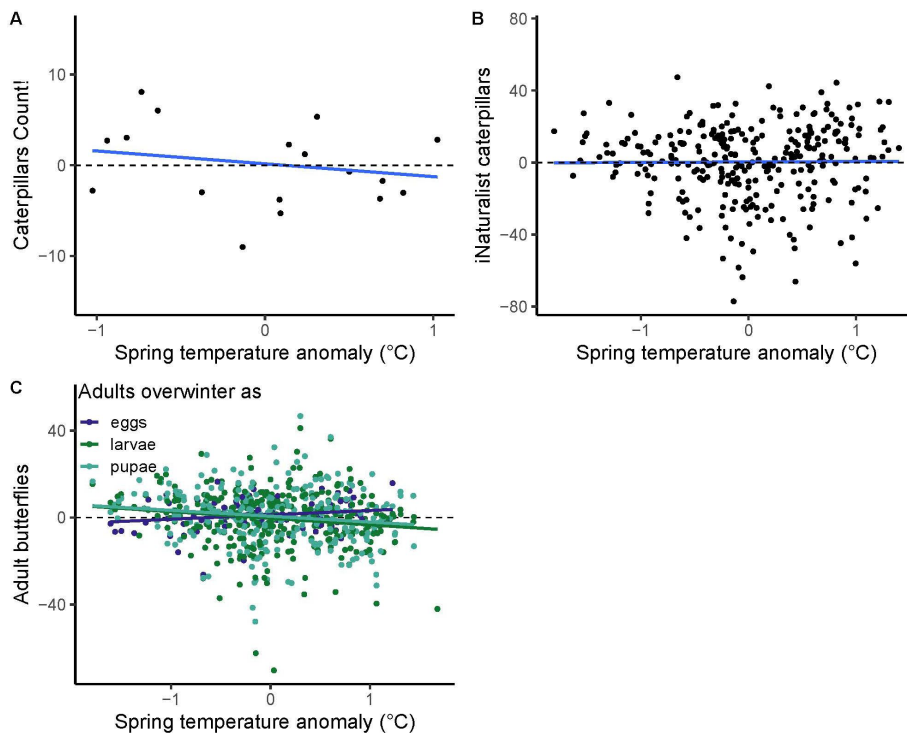 A
Caterpillars Count!
10
0
−10
−1
0
1
Spring temperature anomaly (°C)
B
iNaturalist caterpillars
80
40
0
−40
−80
−1
0
1
Spring temperature anomaly (°C)
C
Adults overwinter as
eggs
larvae
pupae
Adult butterflies
40
0
−40
−1
0
1
Spring temperature anomaly (°C)